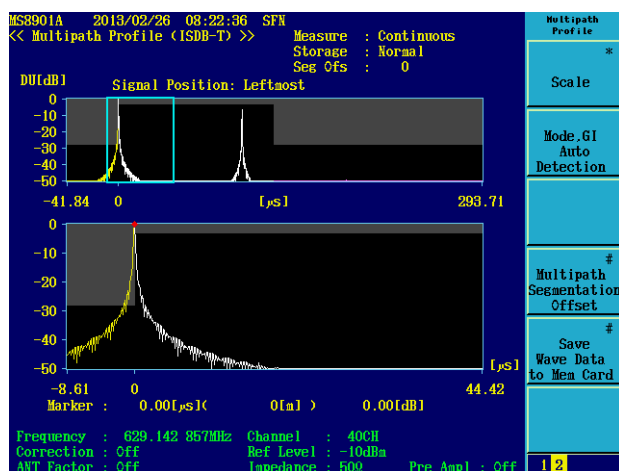 MS8901A 2013/02/26 08:22:36 SFN
<< Multipath Profile (ISDB-T) >> Measure : Continuous
Storage : Normal
Seg Ofs : 0
DU[dB] Signal Position: Leftmost
0
-10
-20
-30
-40
-50
-41.84 0 [μS] 293.71
0
-10
-20
-30
-40
-50
[μS]
-8.61 0 44.42
Marker : 0.00[μS]( 0[m] ) 0.00[dB]
Frequency : 629.142 857MHz Channel : 40CH
Correction : Off Ref Level : -10dBm
ANT Factor : Off Impedance : 50Ω Pre Ampl : Off
Multipath
Profile
*
Scale
Mode,GI
Auto
Detection
#
Multipath
Segmentation
Offset
#
Save
Wave Data
to Mem Card
1 2